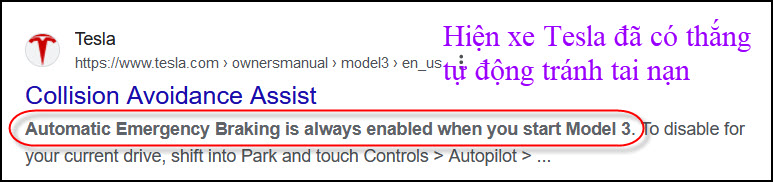 Tesla
https://www.tesla.com › ownersmanual › model3 › en_us
Hiện xe Tesla đã có thắng
tự động tránh tai nạn
Collision Avoidance Assist
Automatic Emergency Braking is always enabled when you start Model 3. To disable for
your current drive, shift into Park and touch Controls > Autopilot > ...